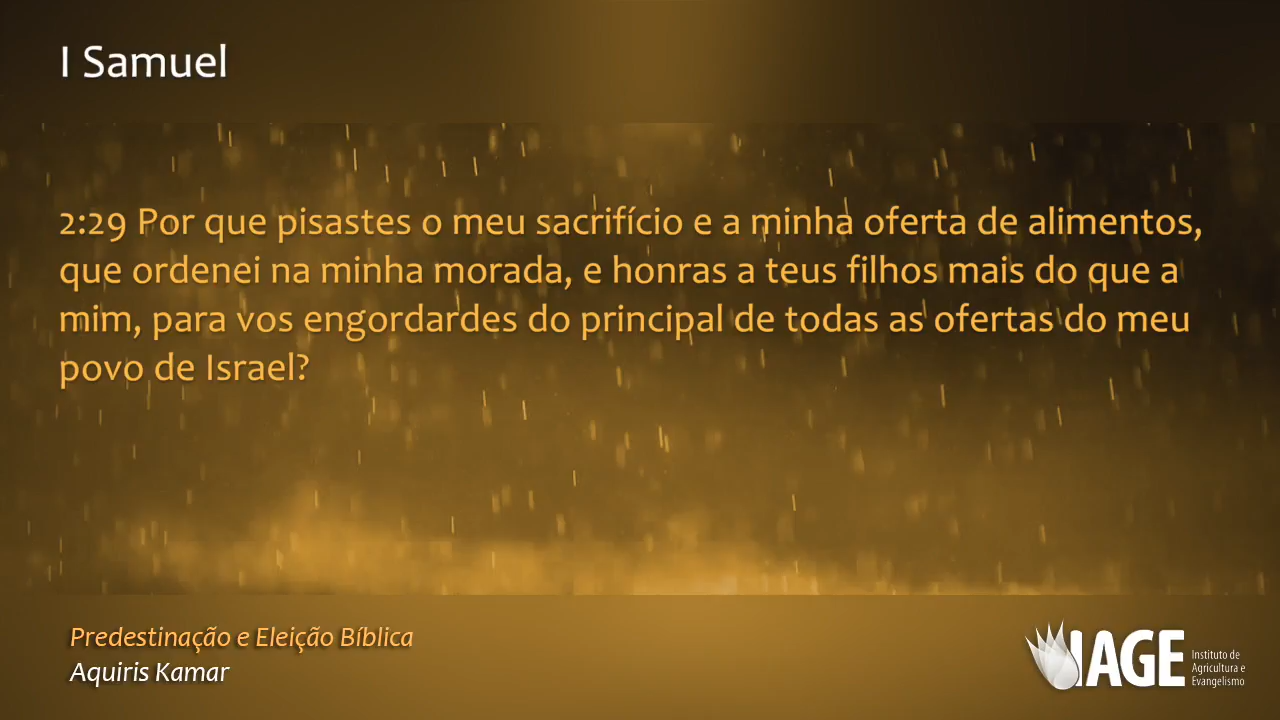 I Samuel
2:29 Por que pisastes o meu sacrifício e a minha oferta de alimentos,
que ordenei na minha morada, e honras a teus filhos mais do que a
mim, para vos engordardes do principal de todas as ofertas do meu
povo de Israel?
Predestinação e Eleição Bíblica
Aquiris Kamar
IAGE
Instituto de
Agricultura e
Evangelismo